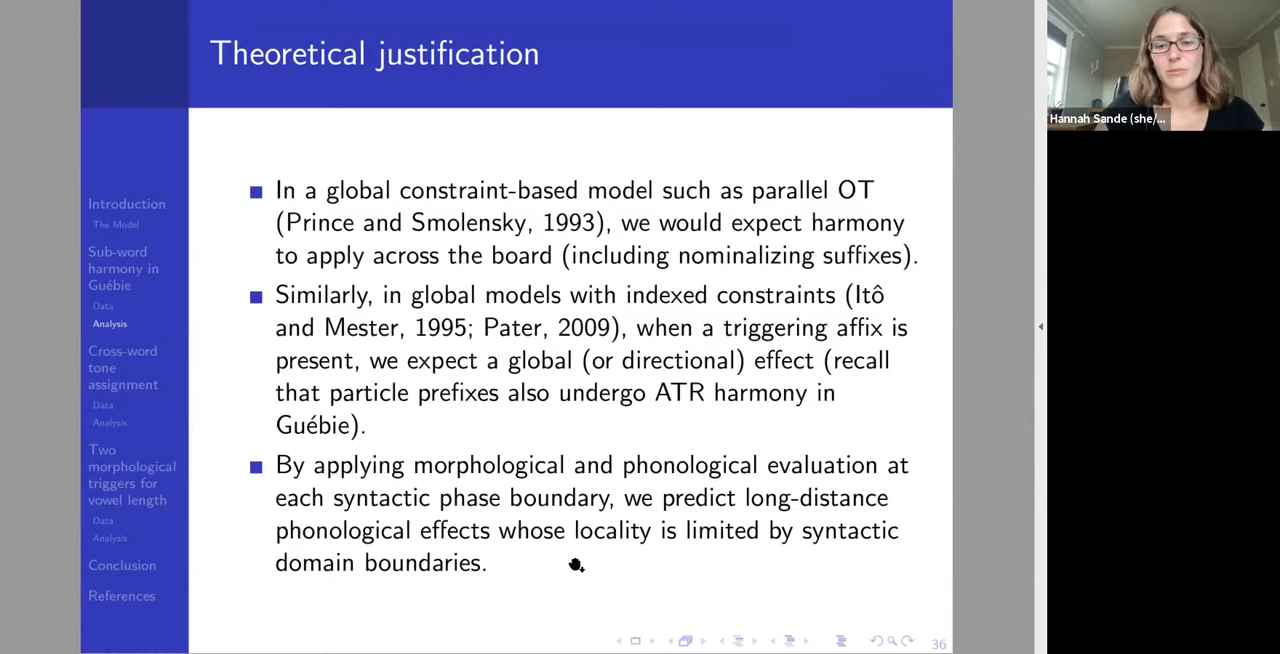 Theoretical justification
Hannah Sande (she/...
Introduction
The Model
Sub-word
harmony in
Guébie
Data
Analysis
Cross-word
tone
assignment
Data
Analysis
Two
morphological
triggers for
vowel length
Data
Analysis
Conclusion
References
In a global constraint-based model such as parallel OT
(Prince and Smolensky, 1993), we would expect harmony
to apply across the board (including nominalizing suffixes).
Similarly, in global models with indexed constraints (Itô
and Mester, 1995; Pater, 2009), when a triggering affix is
present, we expect a global (or directional) effect (recall
that particle prefixes also undergo ATR harmony in
Guébie).
By applying morphological and phonological evaluation at
each syntactic phase boundary, we predict long-distance
phonological effects whose locality is limited by syntactic
domain boundaries.
36